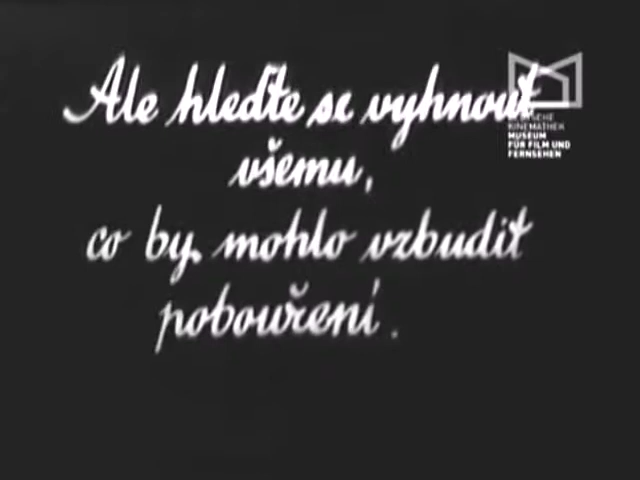 Ale hleďte se vyhnout
všemu,
co by. mohlo vzbudit
pobouření.
KINEMATHEK
MUSEUM
FÜR FILM UND
FERNSEHEN